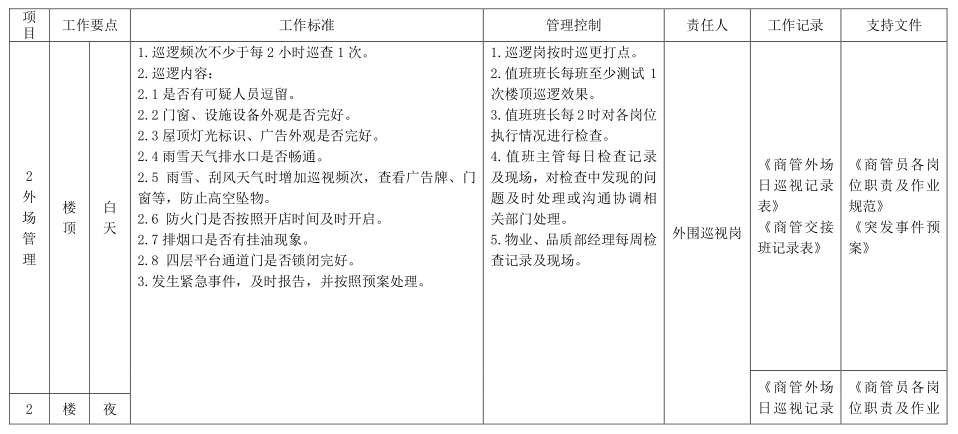 项目
工作要点
工作标准
管理控制
责任人
工作记录
支持文件
2
外
场
管
理
楼
顶
白
天
1.巡逻频次不少于每2小时巡查1次。
2.巡逻内容：
2.1 是否有可疑人员逗留。
2.2 门窗、设施设备外观是否完好。
2.3 屋顶灯光标识、广告外观是否完好。
2.4 雨雪天气排水口是否畅通。
2.5 雨雪、刮风天气时增加巡视频次，查看广告牌、门
窗等，防止高空坠物。
2.6 防火门是否按照开店时间及时开启。
2.7 排烟口是否有挂油现象。
2.8 四层平台通道门是否锁闭完好。
3.发生紧急事件，及时报告，并按照预案处理。
1.巡逻岗按时巡更打点。
2.值班班长每班至少测试 1
次楼顶巡逻效果。
3.值班班长每2时对各岗位
执行情况进行检查。
4.值班主管每日检查记录
及现场，对检查中发现的问
题及时处理或沟通协调相
关部门处理。
5.物业、品质部经理每周检
查记录及现场。
外围巡视岗
《商管外场
日巡视记录
表》
《商管交接
班记录表》
《商管员各岗
位职责及作业
规范》
《突发事件预
案》
2
楼
夜
《商管外场
日巡视记录
《商管员各岗
位职责及作业